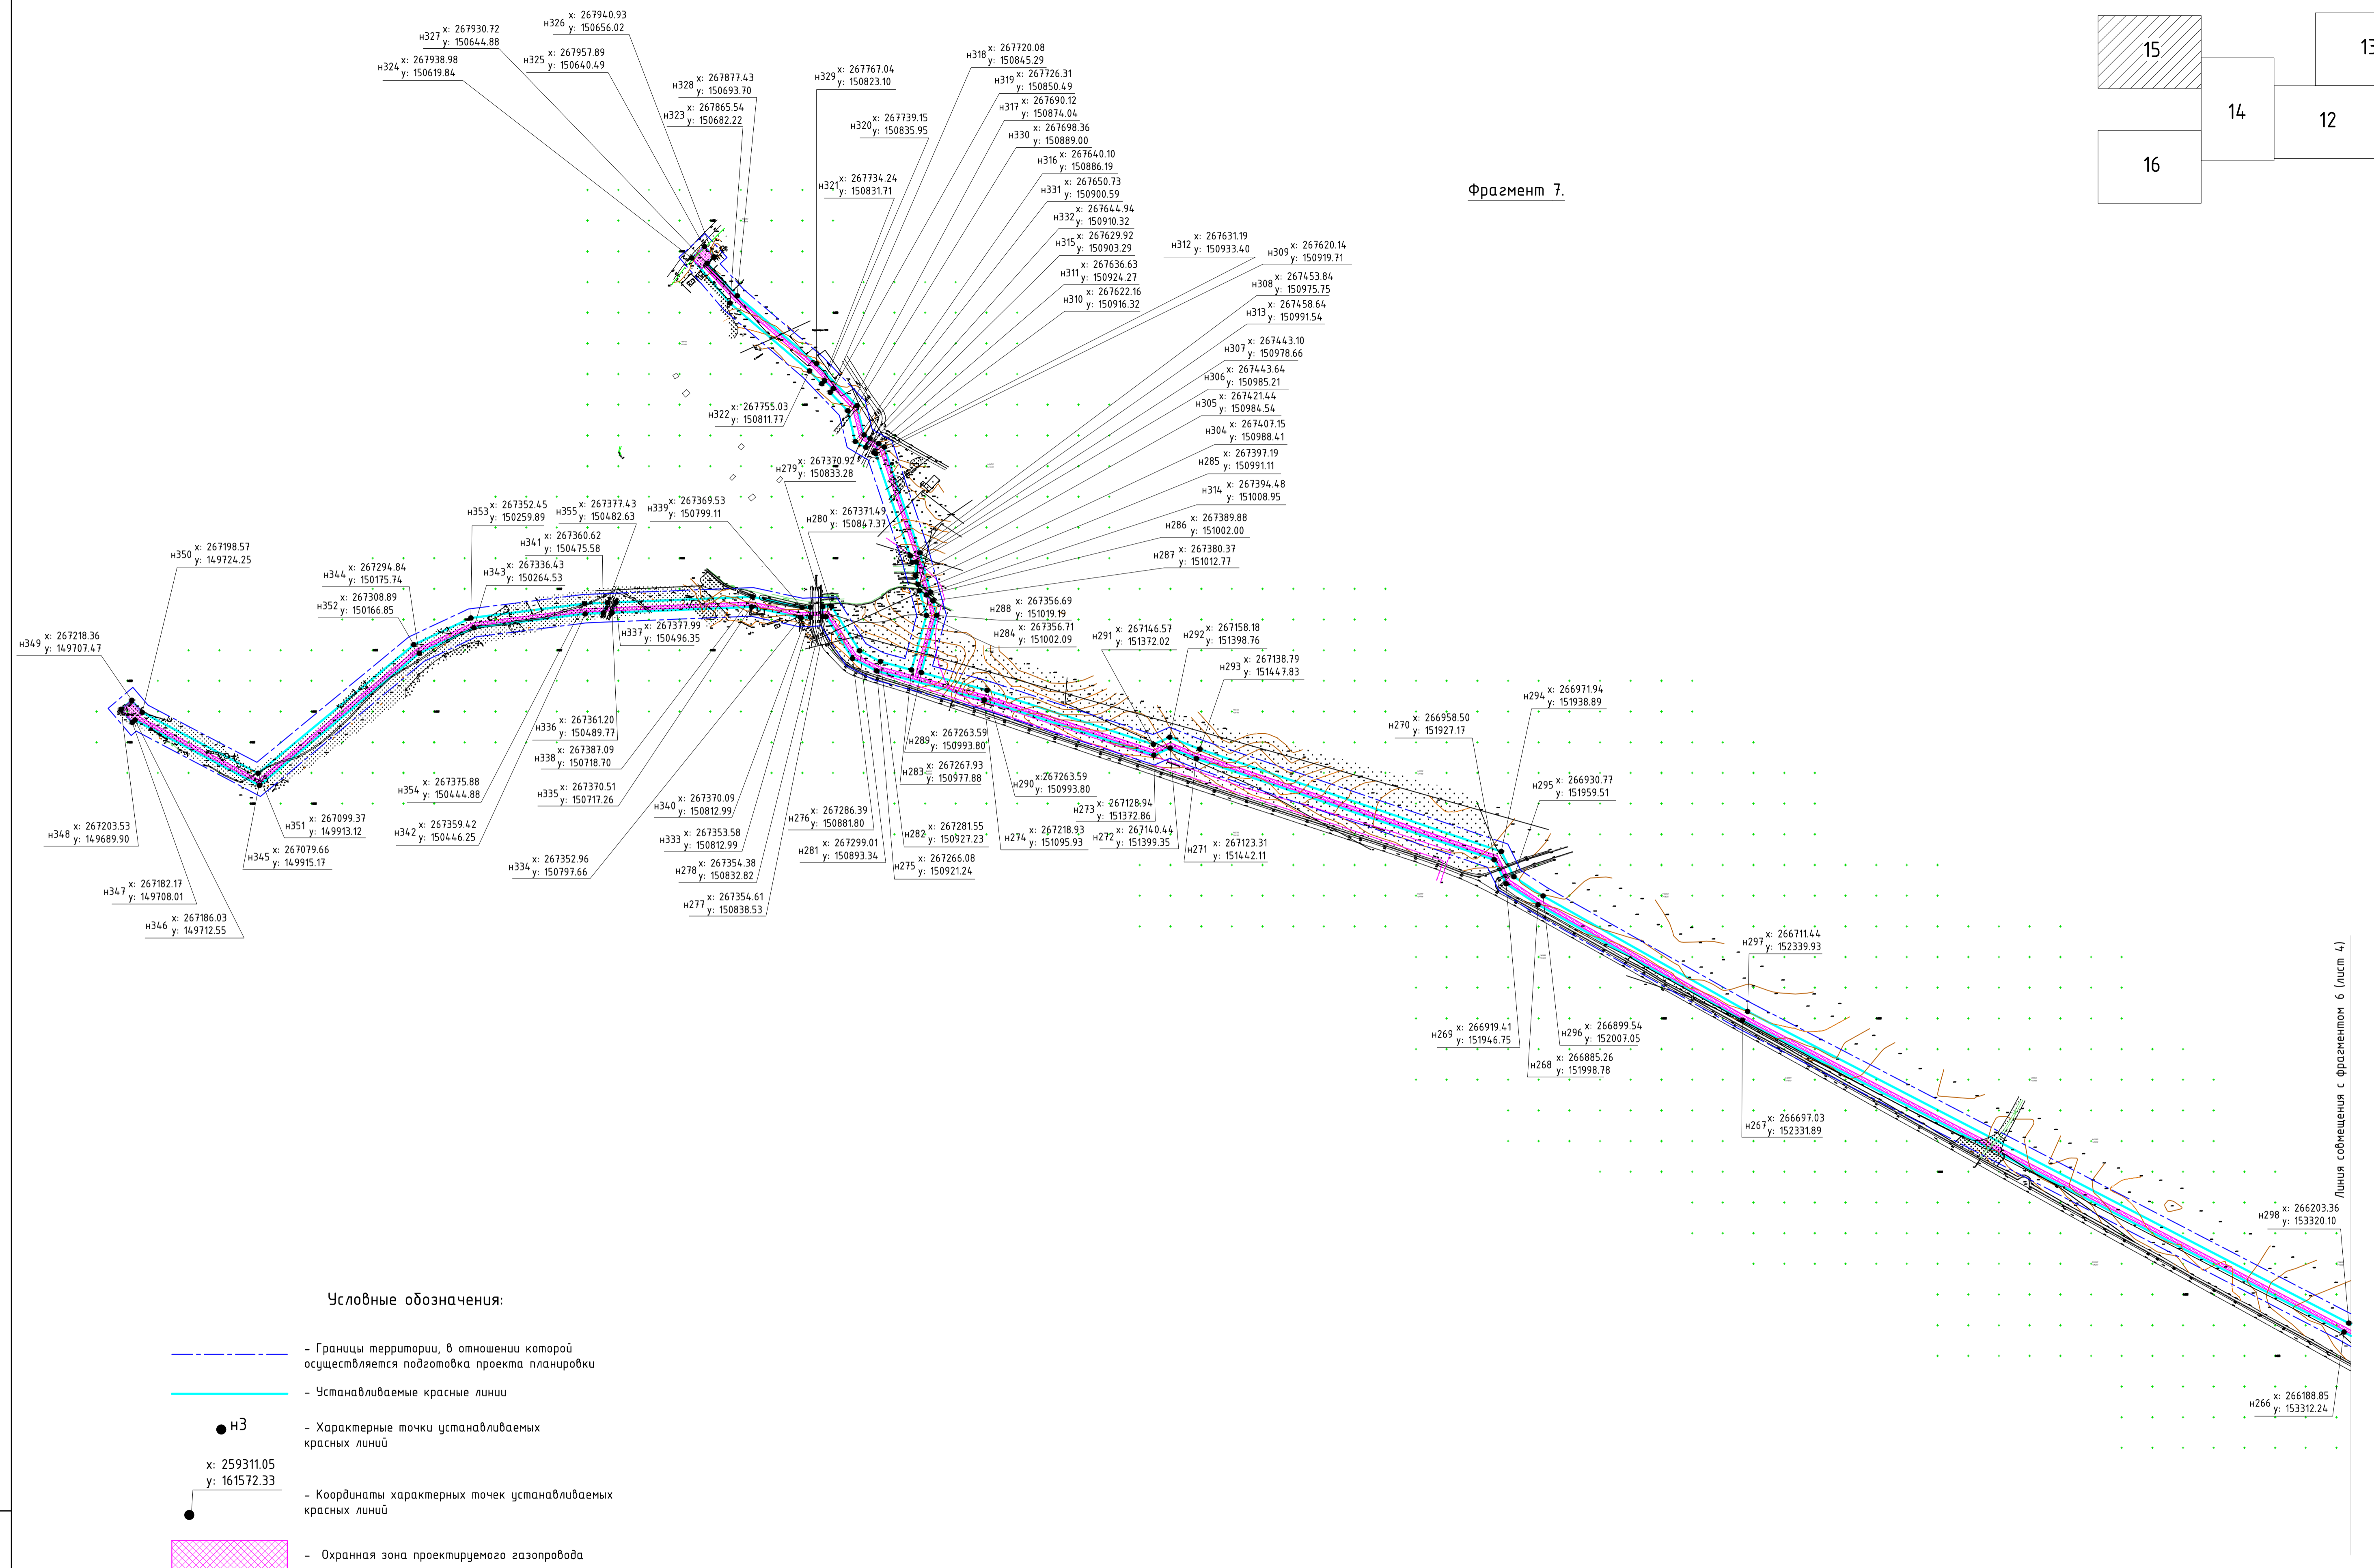 н327 x: 267930.72
y: 150644.88
н326 x: 267940.93
y: 150656.02
н324 x: 267938.98
y: 150619.84
н325 x: 267957.89
y: 150640.49
н328 x: 267877.43
y: 150693.70
н323 x: 267865.54
y: 150682.22
н329 x: 267767.04
y: 150823.10
н320 x: 267739.15
y: 150835.95
н321 x: 267734.24
y: 150831.71
н318 x: 267720.08
y: 150845.29
н319 x: 267726.31
y: 150850.49
н317 x: 267690.12
y: 150874.04
н330 x: 267698.36
y: 150889.00
н316 x: 267640.10
y: 150886.19
н331 x: 267650.73
y: 150900.59
н332 x: 267644.94
y: 150910.32
н315 x: 267629.92
y: 150903.29
н311 x: 267636.63
y: 150924.27
н310 x: 267622.16
y: 150916.32
н312 x: 267631.19
y: 150933.40
н309 x: 267620.14
y: 150919.71
н308 x: 267453.84
y: 150975.75
н313 x: 267458.64
y: 150991.54
н307 x: 267443.10
y: 150978.66
н306 x: 267443.64
y: 150985.21
н305 x: 267421.44
y: 150984.54
н304 x: 267407.15
y: 150988.41
н285 x: 267397.19
y: 150991.11
н314 x: 267394.48
y: 151008.95
н286 x: 267389.88
y: 151002.00
н287 x: 267380.37
y: 151012.77
Фрагмент 7.
15
13
14
12
16
н322 x: 267755.03
y: 150811.77
н279 x: 267370.92
y: 150833.28
н280 x: 267371.49
y: 150847.37
н339 x: 267369.53
y: 150799.11
н353 x: 267352.45
y: 150259.89
н355 x: 267377.43
y: 150482.63
н341 x: 267360.62
y: 150475.58
н343 x: 267336.43
y: 150264.53
н350 x: 267198.57
y: 149724.25
н344 x: 267294.84
y: 150175.74
н352 x: 267308.89
y: 150166.85
н349 x: 267218.36
y: 149707.47
н337 x: 267377.99
y: 150496.35
н288 x: 267356.69
y: 151019.19
н284 x: 267356.71
y: 151002.09
н291 x: 267146.57
y: 151372.02
н292 x: 267158.18
y: 151398.76
н293 x: 267138.79
y: 151447.83
н270 x: 266958.50
y: 151927.17
н294 x: 266971.94
y: 151938.89
н295 x: 266930.77
y: 151959.51
н336 x: 267361.20
y: 150489.77
н338 x: 267387.09
y: 150718.70
н335 x: 267370.51
y: 150717.26
н354 x: 267375.88
y: 150444.88
н342 x: 267359.42
y: 150446.25
н334 x: 267352.96
y: 150797.66
н340 x: 267370.09
y: 150812.99
н333 x: 267353.58
y: 150812.99
н278 x: 267354.38
y: 150832.82
н277 x: 267354.61
y: 150838.53
н276 x: 267286.39
y: 150881.80
н281 x: 267299.01
y: 150893.34
н289 x: 267263.59
y: 150993.80
н283 x: 267267.93
y: 150977.88
н282 x: 267281.55
y: 150927.23
н275 x: 267266.08
y: 150921.24
н290 x: 267263.59
y: 150993.80
н274 x: 267218.93
y: 151095.93
н273 x: 267128.94
y: 151372.86
н272 x: 267140.44
y: 151399.35
н271 x: 267123.31
y: 151442.11
н348 x: 267203.53
y: 149689.90
н347 x: 267182.17
y: 149708.01
н346 x: 267186.03
y: 149712.55
н351 x: 267099.37
y: 149913.12
н345 x: 267079.66
y: 149915.17
н269 x: 266919.41
y: 151946.75
н296 x: 266899.54
y: 152007.05
н268 x: 266885.26
y: 151998.78
н297 x: 266711.44
y: 152339.93
н267 x: 266697.03
y: 152331.89
н298 x: 266203.36
y: 153320.10
н266 x: 266188.85
y: 153312.24
Линия совмещения с фрагментом 6 (лист 4)
Условные обозначения:
- Границы территории, в отношении которой
осуществляется подготовка проекта планировки
- Устанавливаемые красные линии
н3
- Характерные точки устанавливаемых
красных линий
x: 259311.05
y: 161572.33
- Координаты характерных точек устанавливаемых
красных линий
- Охранная зона проектируемого газопровода